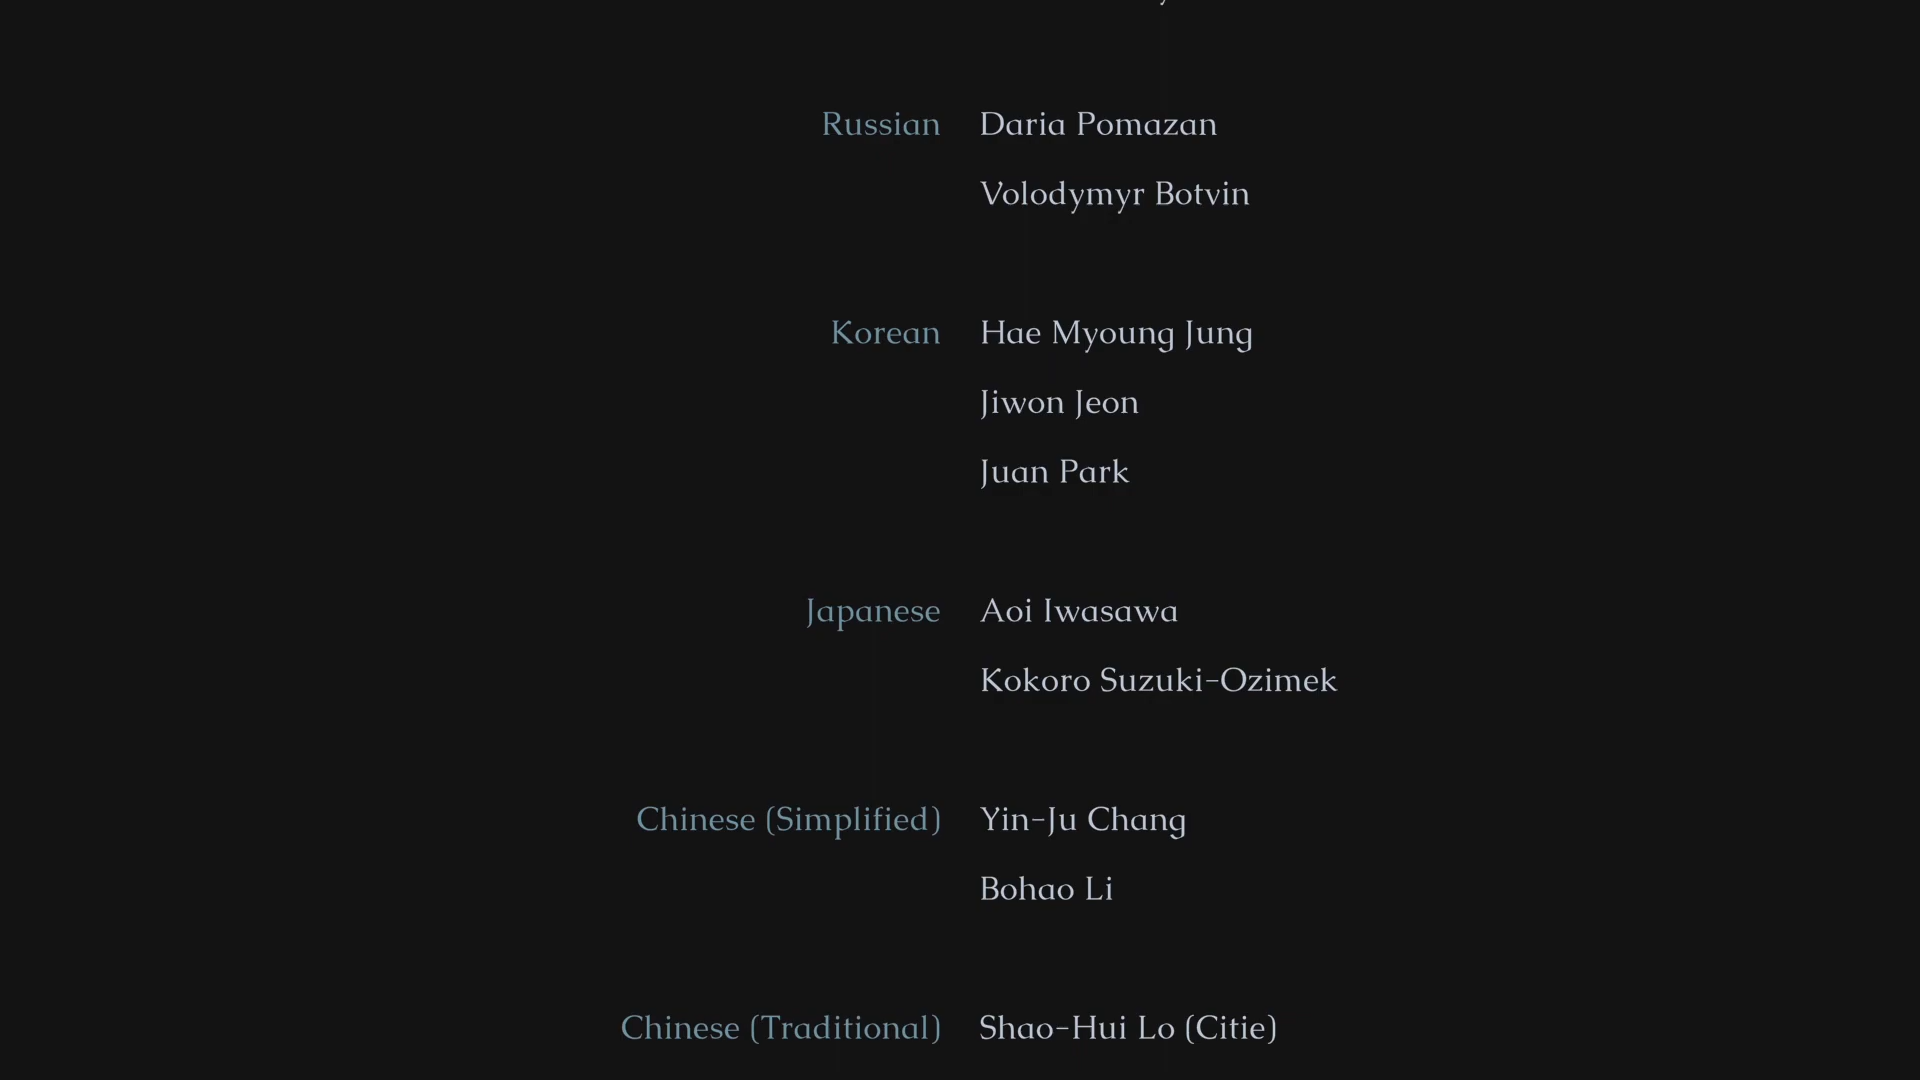 Russian Daria Pomazan
Volodymyr Botvin
Korean Hae Myoung Jung
Jiwon Jeon
Juan Park
Japanese Aoi Iwasawa
Kokoro Suzuki-Ozimek
Chinese (Simplified) Yin-Ju Chang
Bohao Li
Chinese (Traditional) Shao-Hui Lo (Citie)